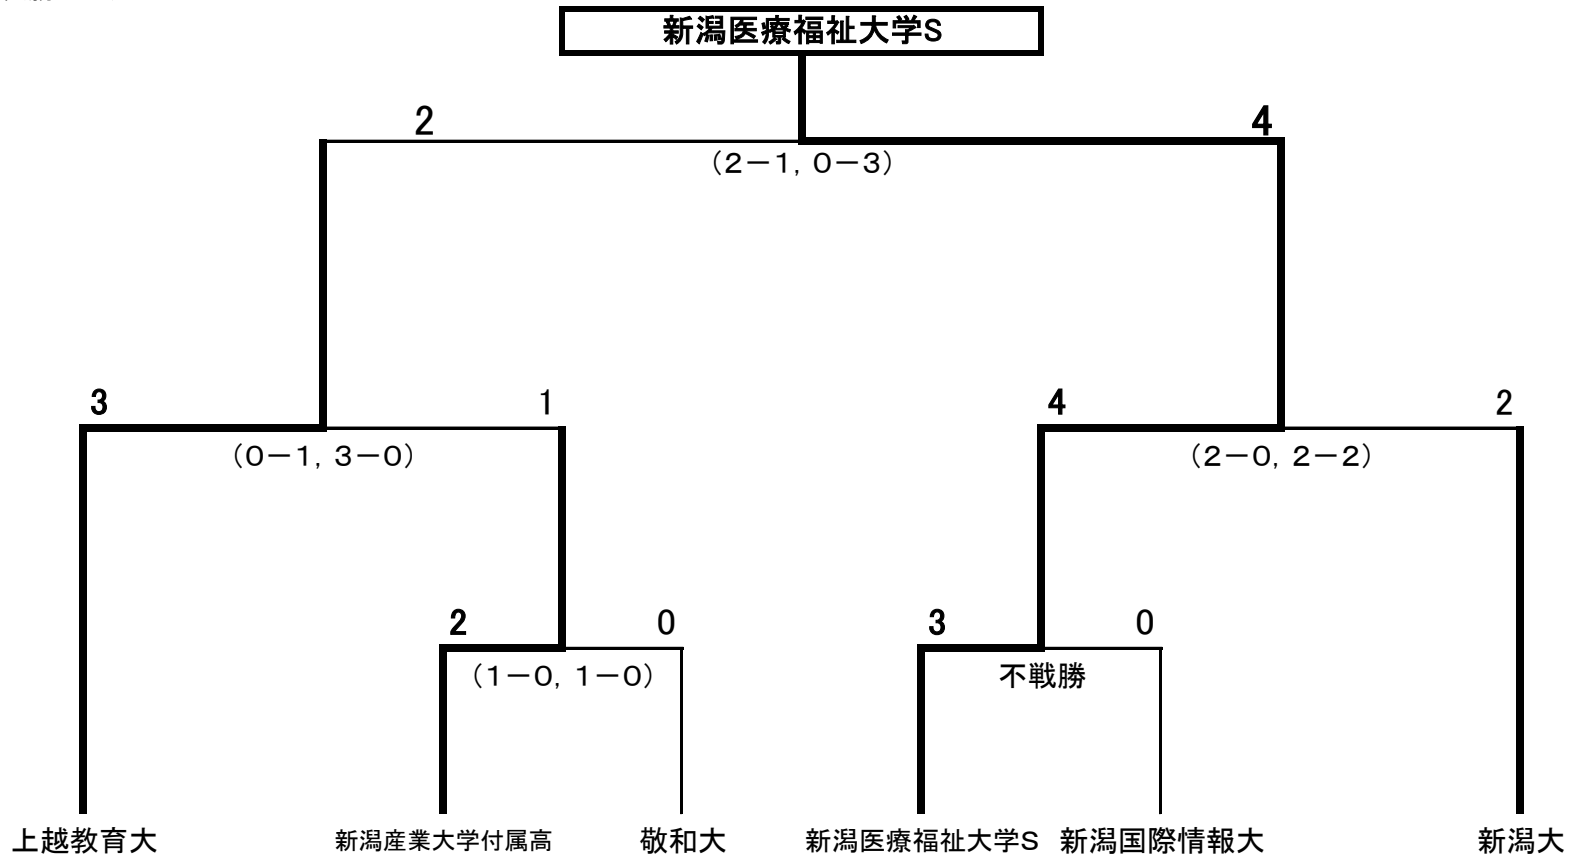 新潟医療福祉大学S
2 4
(2-1, 0-3)
3 1 4 2
(0-1, 3-0) (2-0, 2-2)
2 0 3 0
(1-0, 1-0) 不戦勝
上越教育大 新潟産業大学付属高 敬和大 新潟医療福祉大学S 新潟国際情報大 新潟大